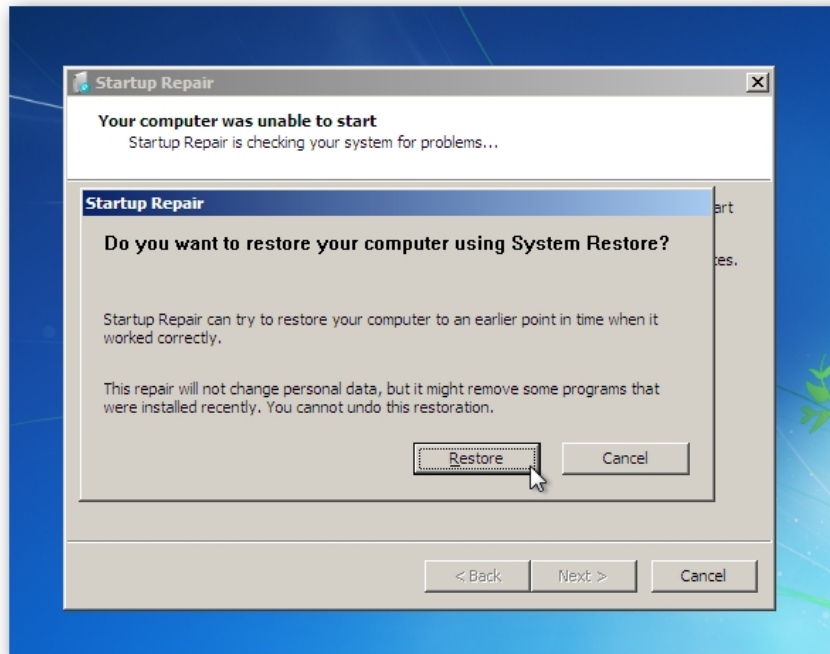 Startup Repair
Your computer was unable to start
Startup Repair is checking your system for problems...
art
tes.
Startup Repair
Do you want to restore your computer using System Restore?
Startup Repair can try to restore your computer to an earlier point in time when it
worked correctly.
This repair will not change personal data, but it might remove some programs that
were installed recently. You cannot undo this restoration.
Restore Cancel
< Back Next > Cancel